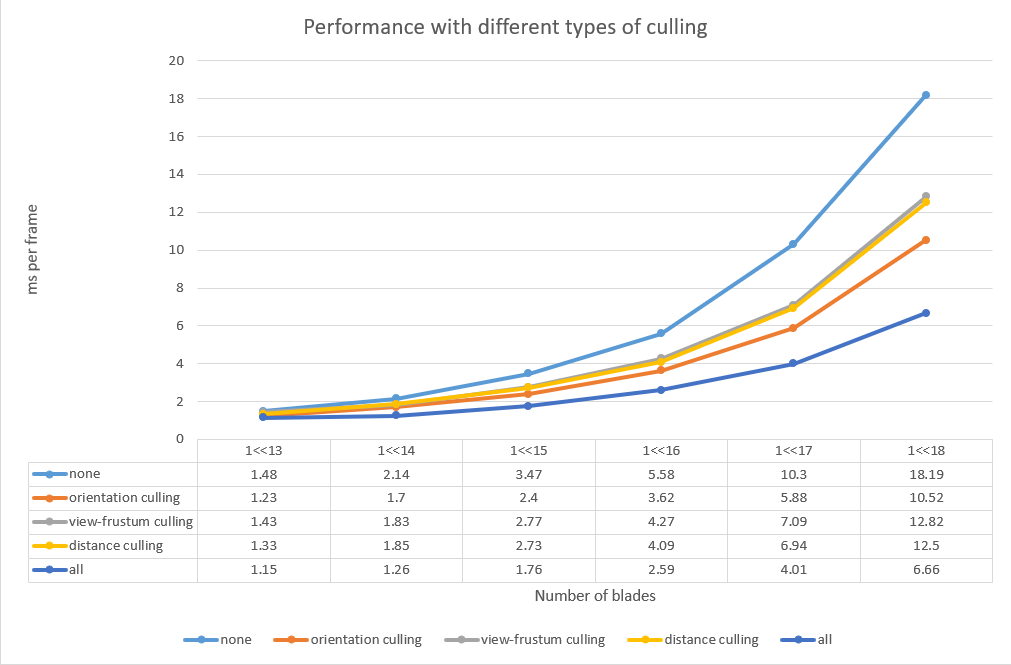 Performance with different types of culling
20
18
16
14
12
10
8
6
4
2
0
ms per frame
1<<13 1<<14 1<<15 1<<16 1<<17 1<<18
none 1.48 2.14 3.47 5.58 10.3 18.19
orientation culling 1.23 1.7 2.4 3.62 5.88 10.52
view-frustum culling 1.43 1.83 2.77 4.27 7.09 12.82
distance culling 1.33 1.85 2.73 4.09 6.94 12.5
all 1.15 1.26 1.76 2.59 4.01 6.66
Number of blades
none orientation culling view-frustum culling distance culling all